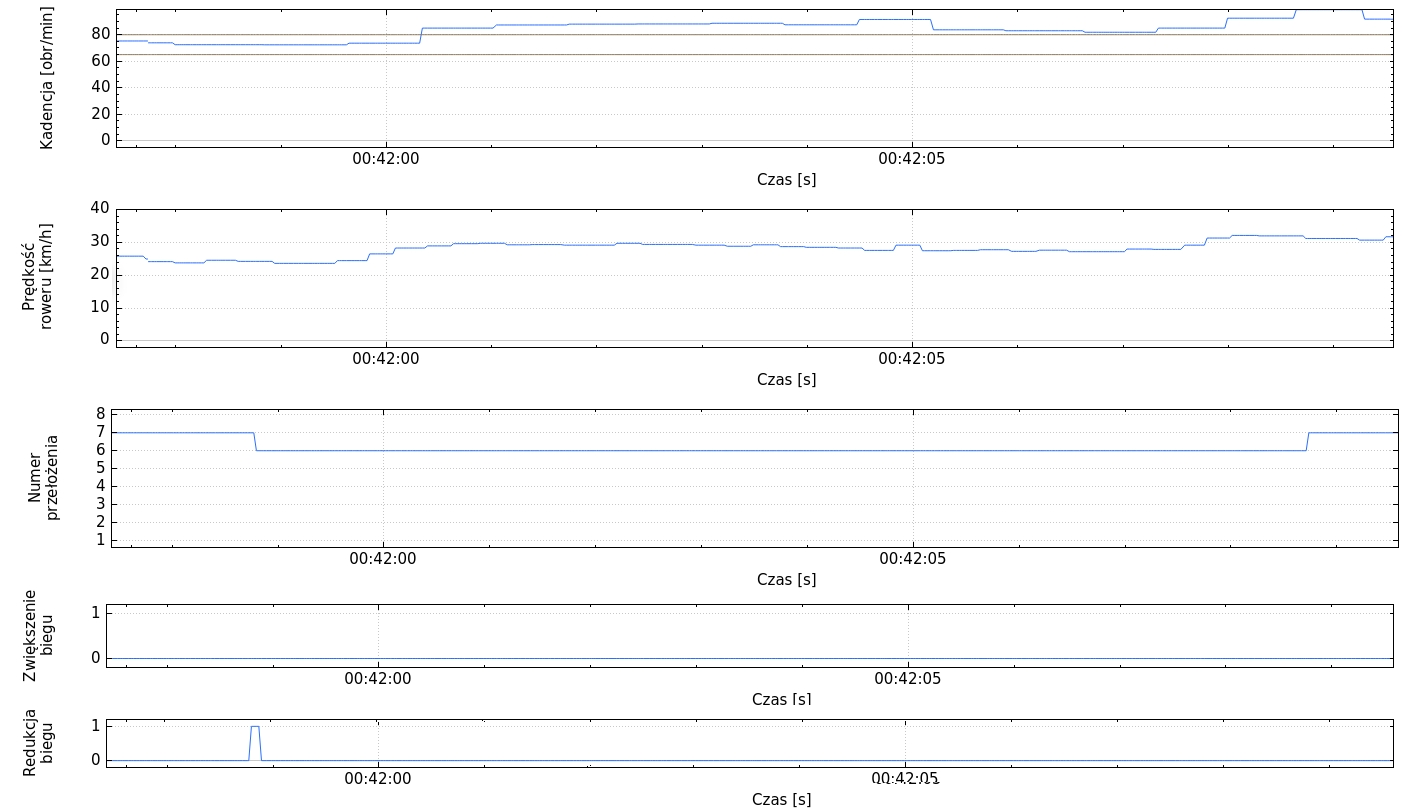 Kadencja [obr/min]
80
60
40
20
0
00:42:00 00:42:05
Czas [s]
Prędkość
roweru [km/h]
40
30
20
10
0
00:42:00 00:42:05
Czas [s]
Numer
przełożenia
8
7
6
5
4
3
2
1
00:42:00 00:42:05
Czas [s]
Zwiększenie
biegu
1
0
00:42:00 00:42:05
Czas [s]
Redukcja
biegu
1
0
00:42:00 00:42:05
Czas [s]